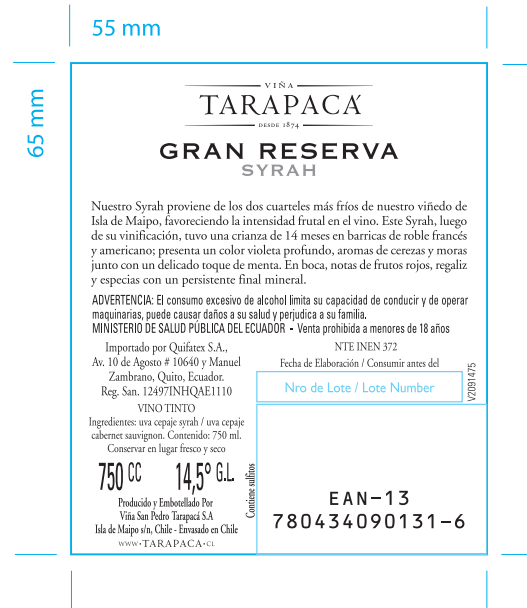 55 mm
65 mm
VIÑA
TARAPACÁ
DESDE 1874
GRAN RESERVA
SYRAH
Nuestro Syrah proviene de los dos cuarteles más fríos de nuestro viñedo de
Isla de Maipo, favoreciendo la intensidad frutal en el vino. Este Syrah, luego
de su vinificación, tuvo una crianza de 14 meses en barricas de roble francés
y americano; presenta un color violeta profundo, aromas de cerezas y moras
junto con un delicado toque de menta. En boca, notas de frutos rojos, regaliz
y especias con un persistente final mineral.
ADVERTENCIA: El consumo excesivo de alcohol limita su capacidad de conducir y de operar
maquinarias, puede causar daños a su salud y perjudica a su familia.
MINISTERIO DE SALUD PÚBLICA DEL ECUADOR - Venta prohibida a menores de 18 años
Importado por Quifatex S.A.,
Av. 10 de Agosto # 10640 y Manuel
Zambrano, Quito, Ecuador.
Reg. San. 12497INHQAE1110
VINO TINTO
Ingredientes: uva cepaje syrah / uva cepaje
cabernet sauvignon. Contenido: 750 ml.
Conservar en lugar fresco y seco
750 CC 14,5° G.L.
Producido y Embotellado Por
Viña San Pedro Tarapacá S.A
Isla de Maipo s/n, Chile - Envasado en Chile
WWW·TARAPACA·CL
Contiene sulfitos
NTE INEN 372
Fecha de Elaboración / Consumir antes del
Nro de Lote / Lote Number
V2091475
EAN-13
780434090131-6